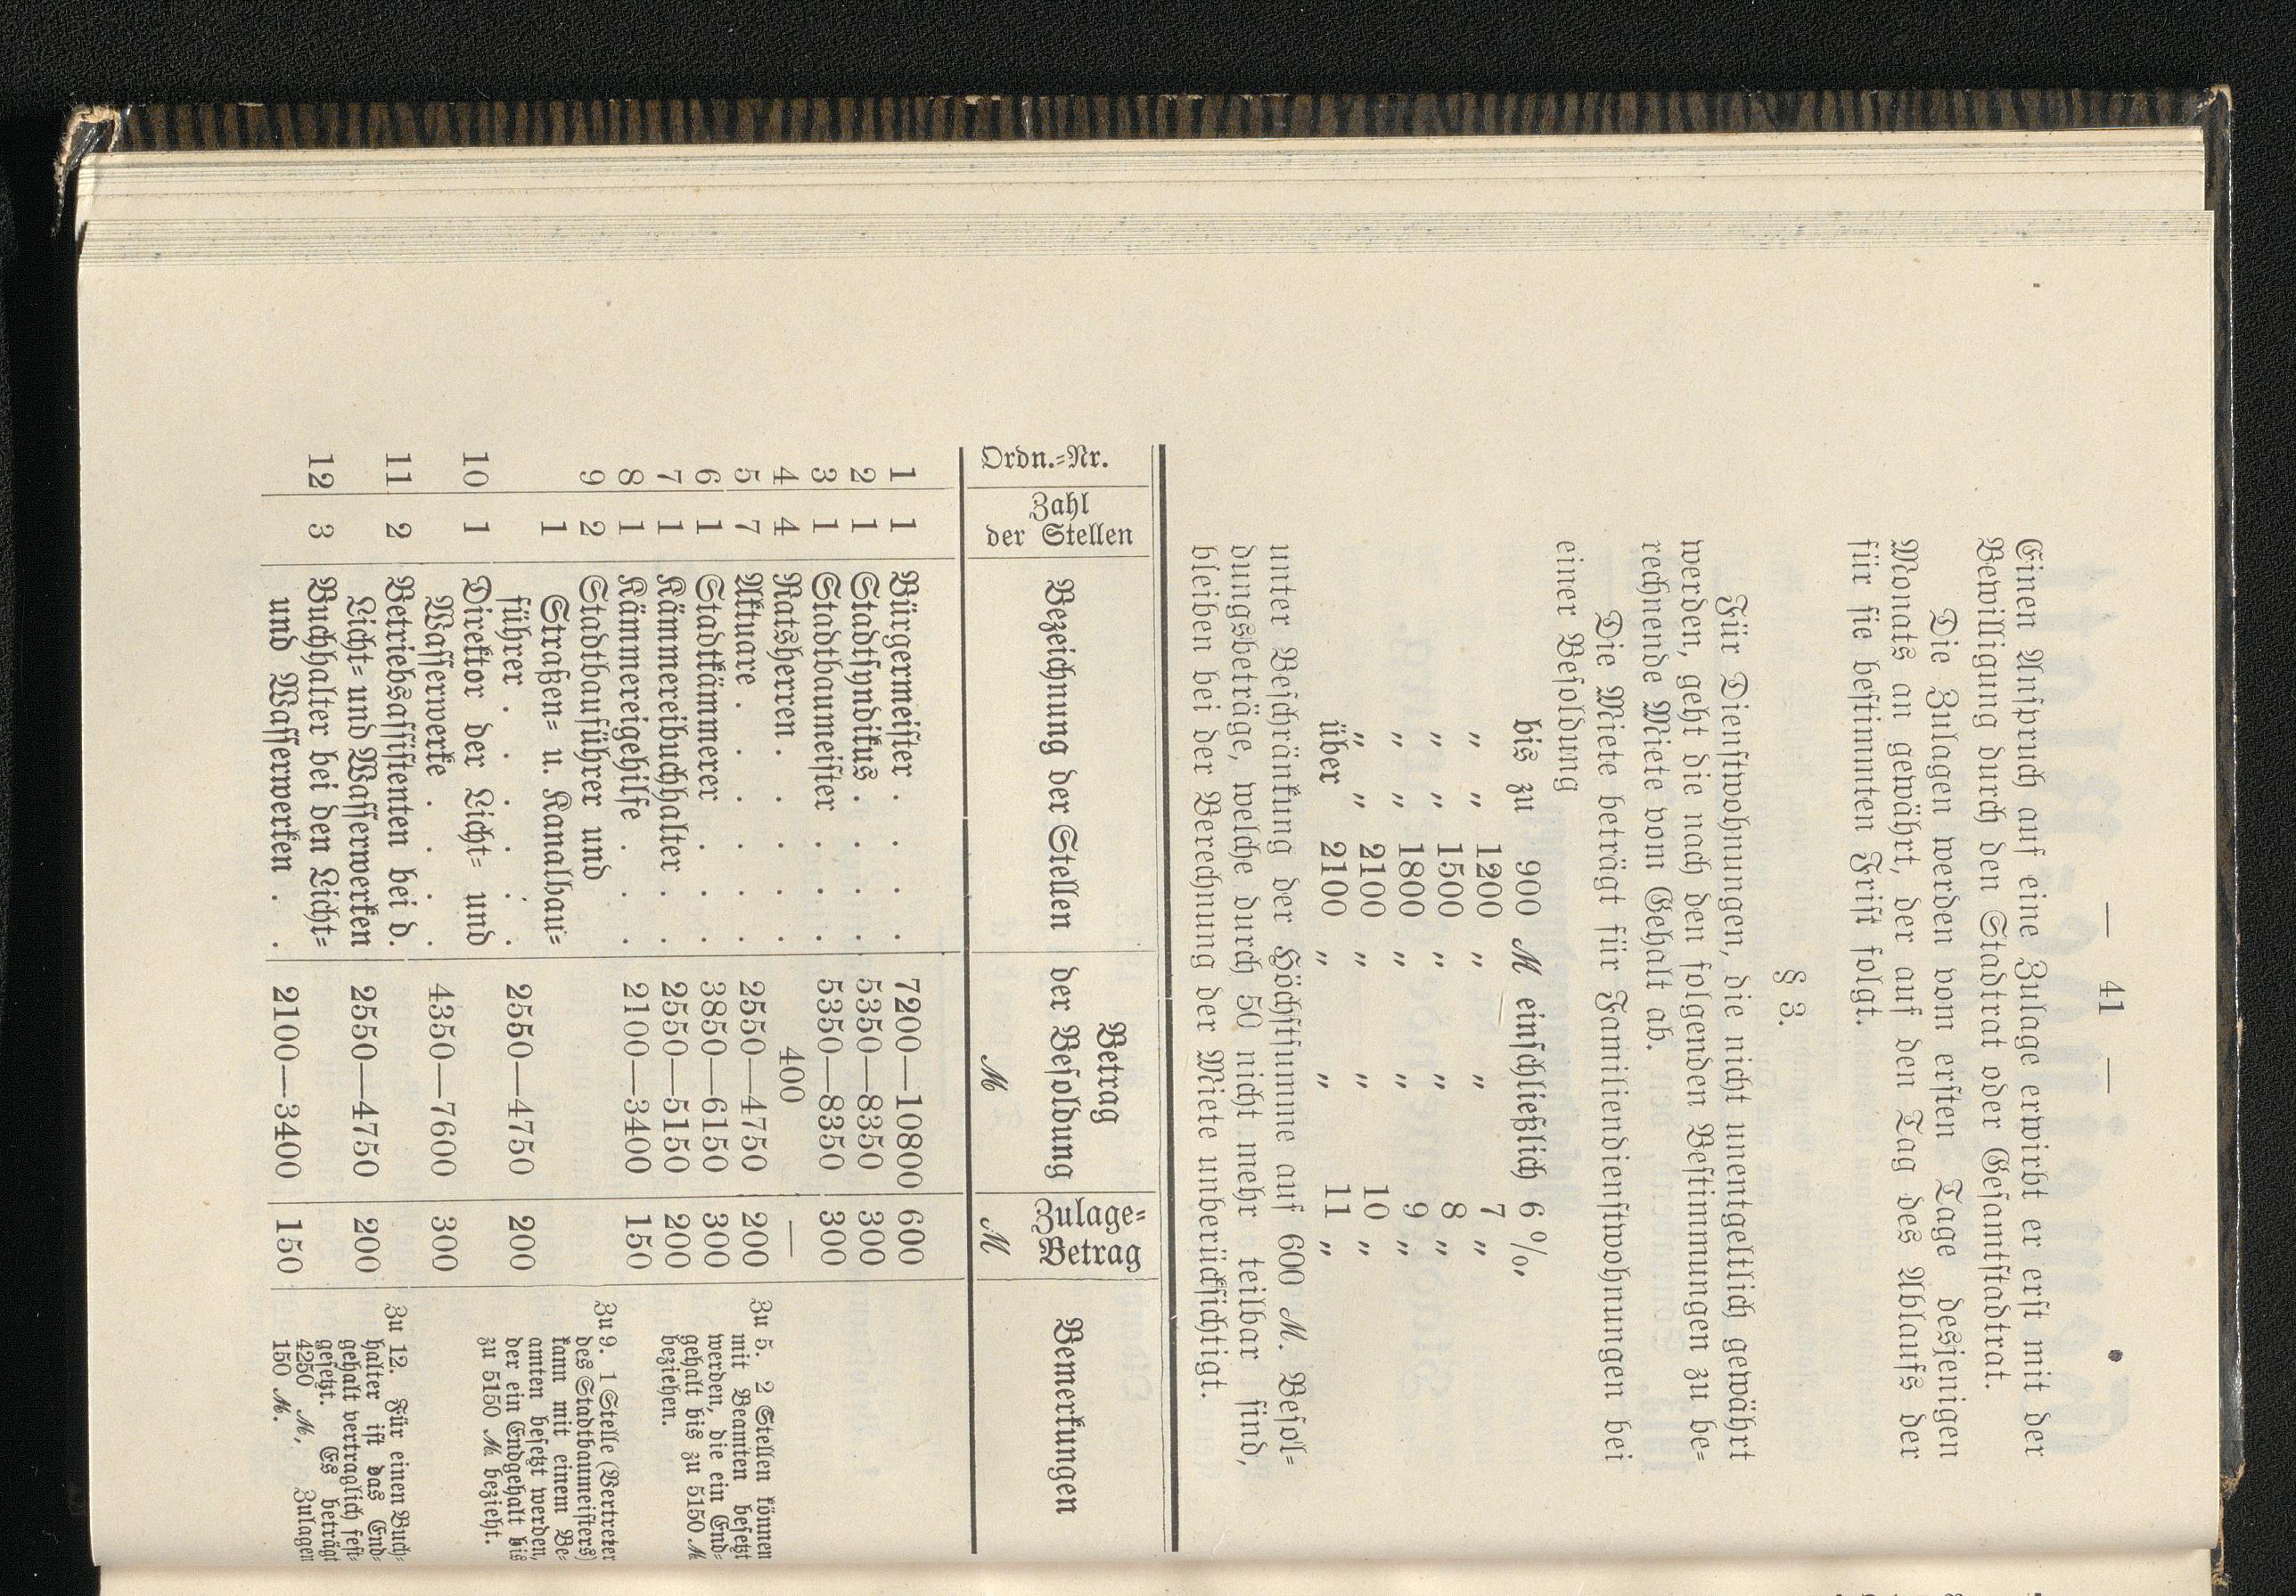 — 41 —
Einen Anspruch auf eine Zulage erwirbt er erst mit der
Bewilligung durch den Stadtrat oder Gesamtstadtrat.
Die Zulagen werden vom ersten Tage desjenigen
Monats an gewährt, der auf den Tag des Ablaufs der
für sie bestimmten Frist folgt.
§ 3.
Für Dienstwohnungen, die nicht unentgeltlich gewährt
werden, geht die nach den folgenden Bestimmungen zu be-
rechnende Miete vom Gehalt ab.
Die Miete beträgt für Familiendienstwohnungen bei
einer Besoldung
bis zu 900 M einschließlich 6 %,
„ „ 1200 „ „ 7 „
„ „ 1500 „ „ 8 „
„ „ 1800 „ „ 9 „
„ „ 2100 „ „ 10 „
über 2100 „ „ 11 „
unter Beschränkung der Höchstsumme auf 600 M. Besol-
dungsbeträge, welche durch 50 nicht mehr teilbar sind,
bleiben bei der Berechnung der Miete unberücksichtigt.
Ordn.-Nr. | Zahl der Stellen | Bezeichnung der Stellen | Betrag der Besoldung M | Zulage-Betrag M | Bemerkungen
1 1 Bürgermeister . . . . 7200—10800 600
2 1 Stadtsyndikus . . . . 5350—8350 300
3 1 Stadtbaumeister . . . 5350—8350 300
4 4 Ratsherren . . . . . 400 —
5 7 Aktuare . . . . . . 2550—4750 200
6 1 Stadtkämmerer . . . 3850—6150 300
7 1 Kämmereibuchhalter . . 2550—5150 200
8 1 Kämmereigehilfe . . . 2100—3400 150
9 2 Stadtbauführer und
1 Straßen- u. Kanalbau-
führer . . . . . . 2550—4750 200
10 1 Direktor der Licht- und
Wasserwerke . . . . 4350—7600 300
11 2 Betriebsassistenten bei d.
Licht- und Wasserwerken 2550—4750 200
12 3 Buchhalter bei den Licht-
und Wasserwerken . . 2100—3400 150
Zu 5. 2 Stellen können
mit Beamten besetzt
werden, die ein End-
gehalt bis zu 5150 M
beziehen.
Zu 9. 1 Stelle (Vertreter
des Stadtbaumeisters)
kann mit einem Be-
amten besetzt werden,
der ein Endgehalt bis
zu 5150 M bezieht.
Zu 12. Für einen Buch-
halter ist das End-
gehalt vertraglich fest-
gesetzt. Es beträgt
4250 M, Zulagen
150 M.